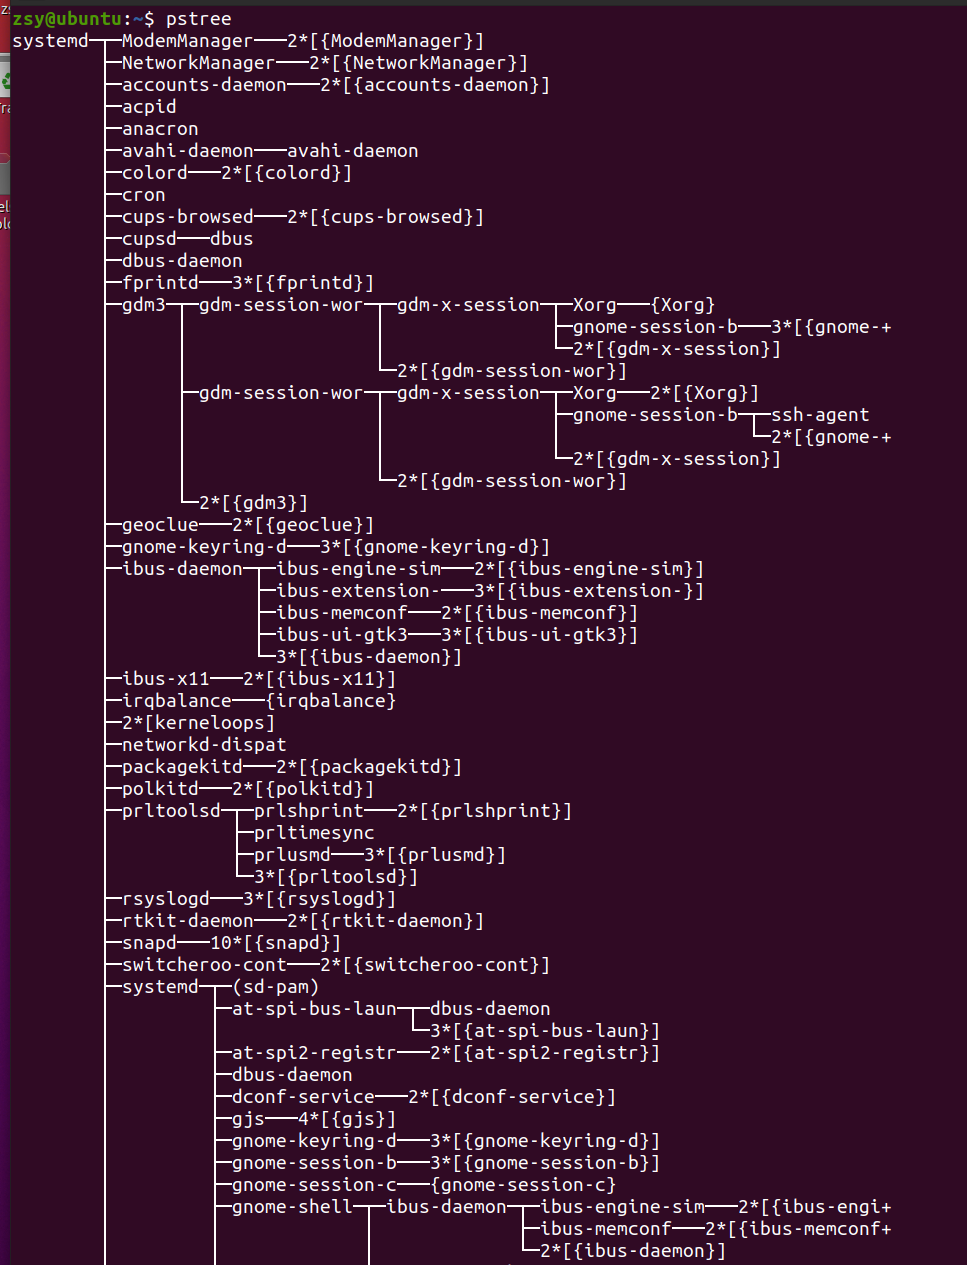 zsy@ubuntu:~$ pstree
systemd─┬─ModemManager───2*[{ModemManager}]
        ├─NetworkManager───2*[{NetworkManager}]
        ├─accounts-daemon───2*[{accounts-daemon}]
        ├─acpid
        ├─anacron
        ├─avahi-daemon───avahi-daemon
        ├─colord───2*[{colord}]
        ├─cron
        ├─cups-browsed───2*[{cups-browsed}]
        ├─cupsd───dbus
        ├─dbus-daemon
        ├─fprintd───3*[{fprintd}]
        ├─gdm3─┬─gdm-session-wor─┬─gdm-x-session─┬─Xorg───{Xorg}
        │      │                 │               ├─gnome-session-b───3*[{gnome-+
        │      │                 │               └─2*[{gdm-x-session}]
        │      │                 └─2*[{gdm-session-wor}]
        │      ├─gdm-session-wor─┬─gdm-x-session─┬─Xorg───2*[{Xorg}]
        │      │                 │               ├─gnome-session-b─┬─ssh-agent
        │      │                 │               │                 └─2*[{gnome-+
        │      │                 │               └─2*[{gdm-x-session}]
        │      │                 └─2*[{gdm-session-wor}]
        │      └─2*[{gdm3}]
        ├─geoclue───2*[{geoclue}]
        ├─gnome-keyring-d───3*[{gnome-keyring-d}]
        ├─ibus-daemon─┬─ibus-engine-sim───2*[{ibus-engine-sim}]
        │             ├─ibus-extension-───3*[{ibus-extension-}]
        │             ├─ibus-memconf───2*[{ibus-memconf}]
        │             ├─ibus-ui-gtk3───3*[{ibus-ui-gtk3}]
        │             └─3*[{ibus-daemon}]
        ├─ibus-x11───2*[{ibus-x11}]
        ├─irqbalance───{irqbalance}
        ├─2*[kerneloops]
        ├─networkd-dispat
        ├─packagekitd───2*[{packagekitd}]
        ├─polkitd───2*[{polkitd}]
        ├─prltoolsd─┬─prlshprint───2*[{prlshprint}]
        │           ├─prltimesync
        │           ├─prlusmd───3*[{prlusmd}]
        │           └─3*[{prltoolsd}]
        ├─rsyslogd───3*[{rsyslogd}]
        ├─rtkit-daemon───2*[{rtkit-daemon}]
        ├─snapd───10*[{snapd}]
        ├─switcheroo-cont───2*[{switcheroo-cont}]
        ├─systemd─┬─(sd-pam)
        │         ├─at-spi-bus-laun─┬─dbus-daemon
        │         │                 └─3*[{at-spi-bus-laun}]
        │         ├─at-spi2-registr───2*[{at-spi2-registr}]
        │         ├─dbus-daemon
        │         ├─dconf-service───2*[{dconf-service}]
        │         ├─gjs───4*[{gjs}]
        │         ├─gnome-keyring-d───3*[{gnome-keyring-d}]
        │         ├─gnome-session-b───3*[{gnome-session-b}]
        │         ├─gnome-session-c───{gnome-session-c}
        │         ├─gnome-shell─┬─ibus-daemon─┬─ibus-engine-sim───2*[{ibus-engi+
        │         │             │             ├─ibus-memconf───2*[{ibus-memconf+
        │         │             │             └─2*[{ibus-daemon}]